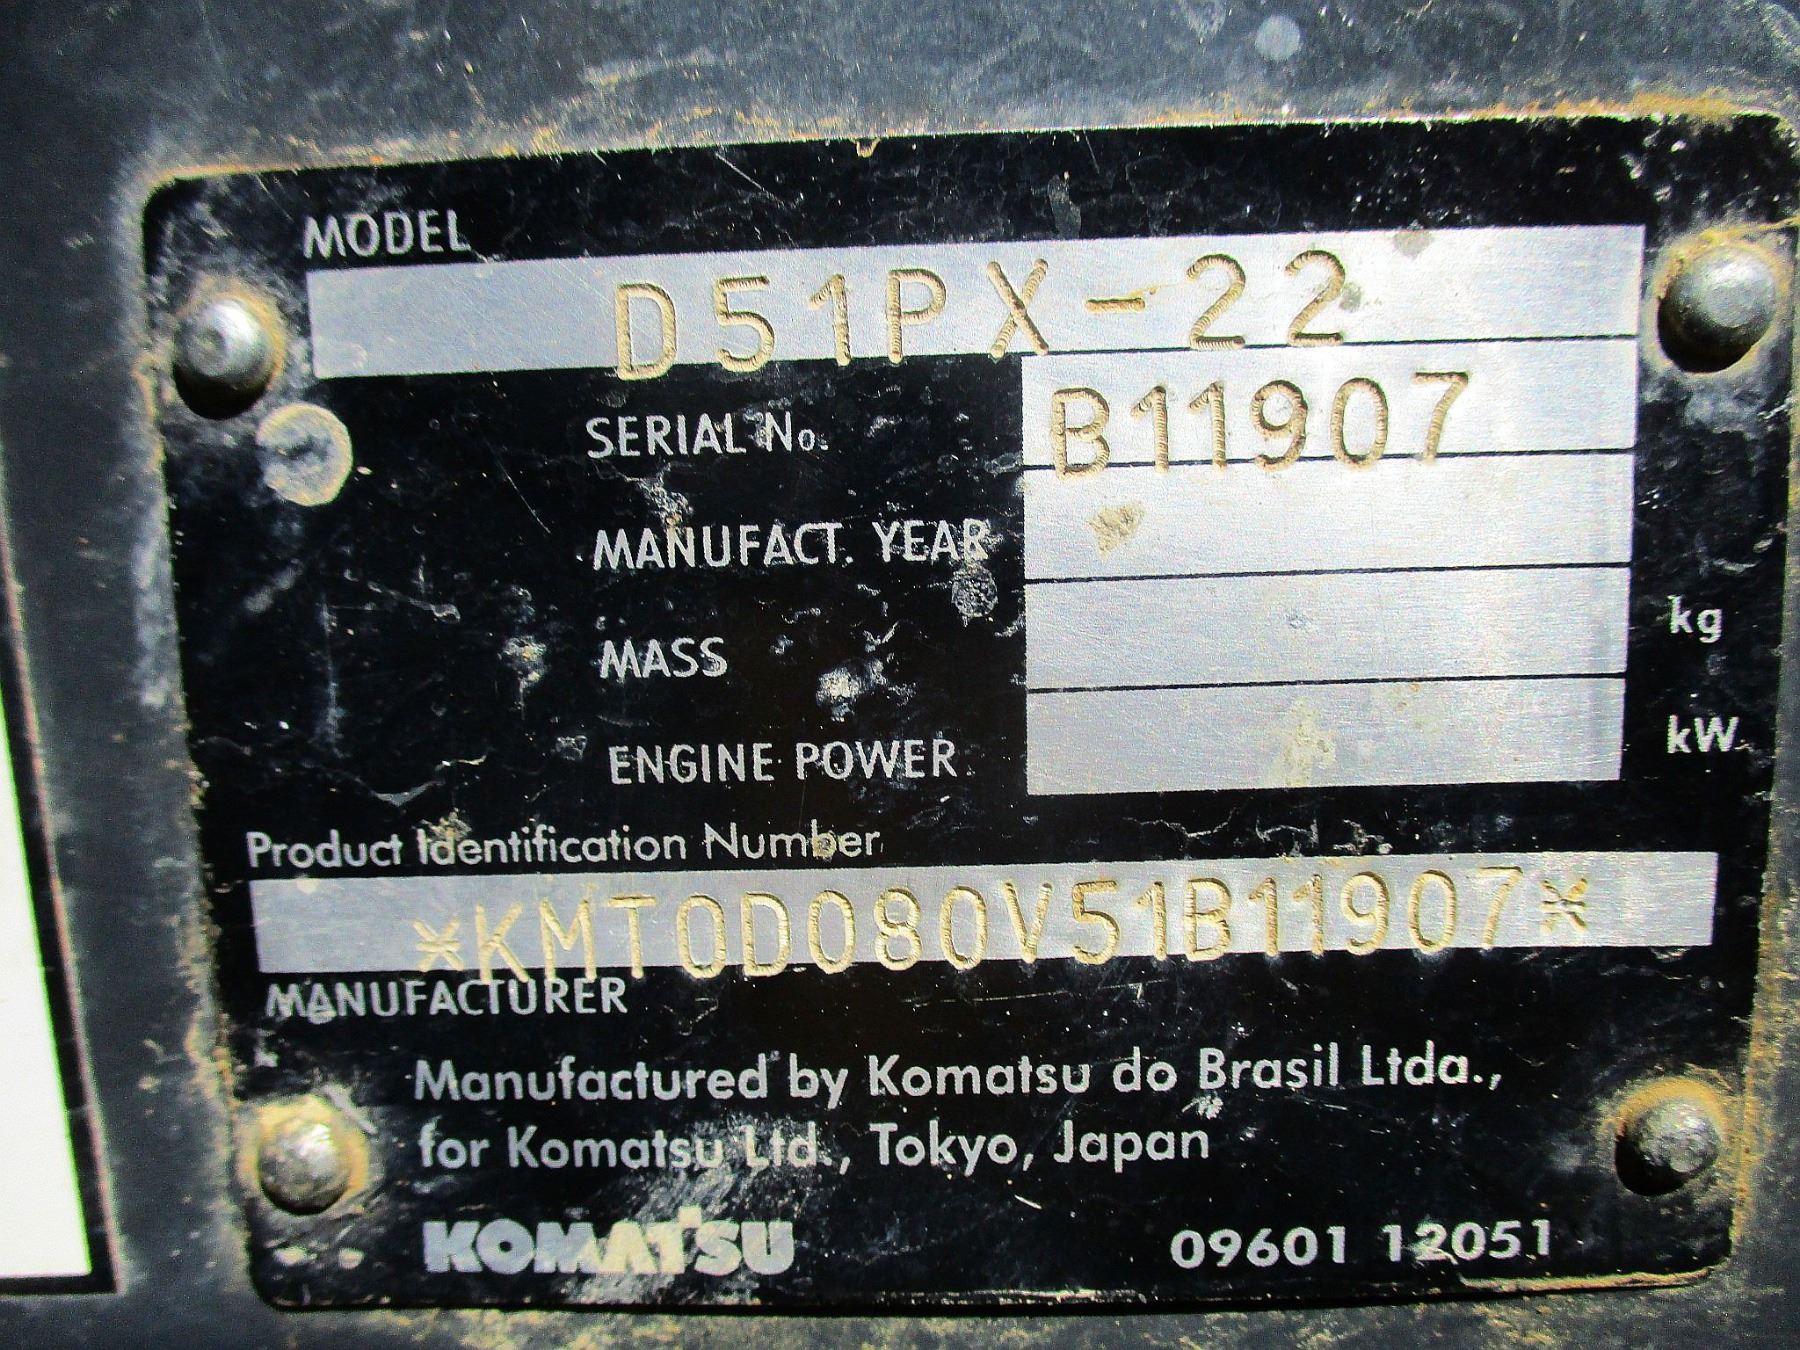 MODEL
D51PX-22
SERIAL No. B11907
MANUFACT. YEAR
MASS kg
ENGINE POWER kW
Product Identification Number
*KMT0D080V51B11907*
MANUFACTURER
Manufactured by Komatsu do Brasil Ltda.,
for Komatsu Ltd., Tokyo, Japan
KOMATSU 09601 12051